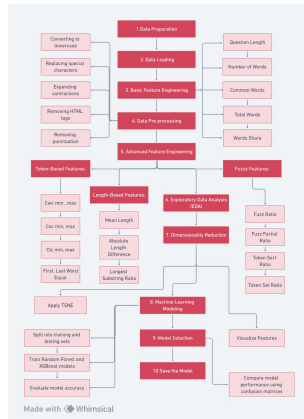 1.Data Preparation
Converting to
lowercase
Question Length
2. Data Loading
Replacing special
characters
Number of Words
3. Basic Feature Engineering
Expanding
contractions
Common Words
4. Data Pre processing
Removing HTML
tags
Total Words
Removing
punctuation
Words Share
5. Advanced Feature Engineering
Token-Based Features
Length-Based Features
Fuzzy Features
Cwc min , max
6. Exploratory Data Analysis
(EDA)
Mean Length
Fuzz Ratio
Csc min, max
7. Dimensionality Reduction
Absolute
Length
Difference
Fuzz Partial
Ratio
Ctc min, max
Token Sort
Ratio
First, Last Word
Equal
Longest
Substring Ratio
Token Set Ratio
Apply TSNE
8. Machine Learning
Modeling
Split into training and
testing sets
9. Model Selection
Visualize Features
Train Random Forest and
XGBoost models
10.Save the Model
Evaluate model accuracy
Compare model
performance using
confusion matrices
Made with Whimsical